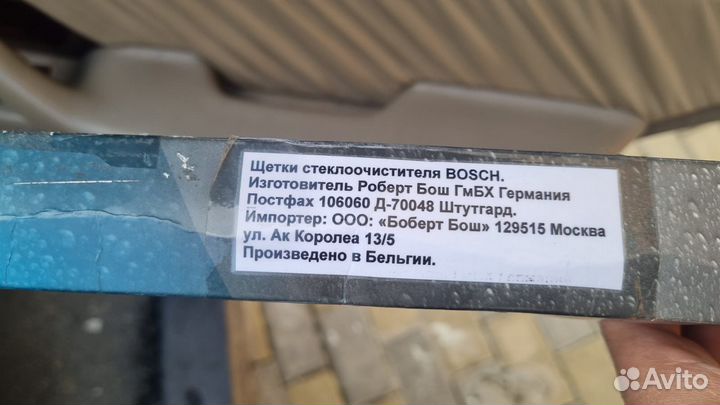 Щетки стеклоочистителя BOSCH.
Изготовитель Роберт Бош ГмБХ Германия
Постфах 106060 Д-70048 Штутгард.
Импортер: ООО: «Боберт Бош» 129515 Москва
ул. Ак Королеа 13/5
Произведено в Бельгии.
Avito